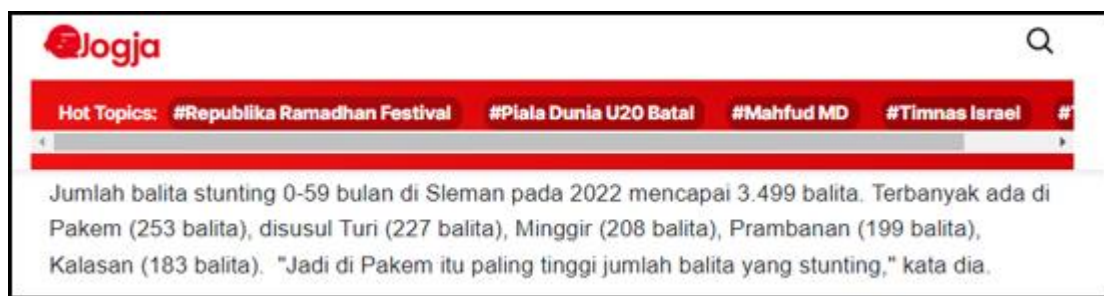 Jogja
Hot Topics: #Republika Ramadhan Festival #Piala Dunia U20 Batal #Mahfud MD #Timnas Israel
Jumlah balita stunting 0-59 bulan di Sleman pada 2022 mencapai 3.499 balita. Terbanyak ada di
Pakem (253 balita), disusul Turi (227 balita), Minggir (208 balita), Prambanan (199 balita),
Kalasan (183 balita). "Jadi di Pakem itu paling tinggi jumlah balita yang stunting," kata dia.